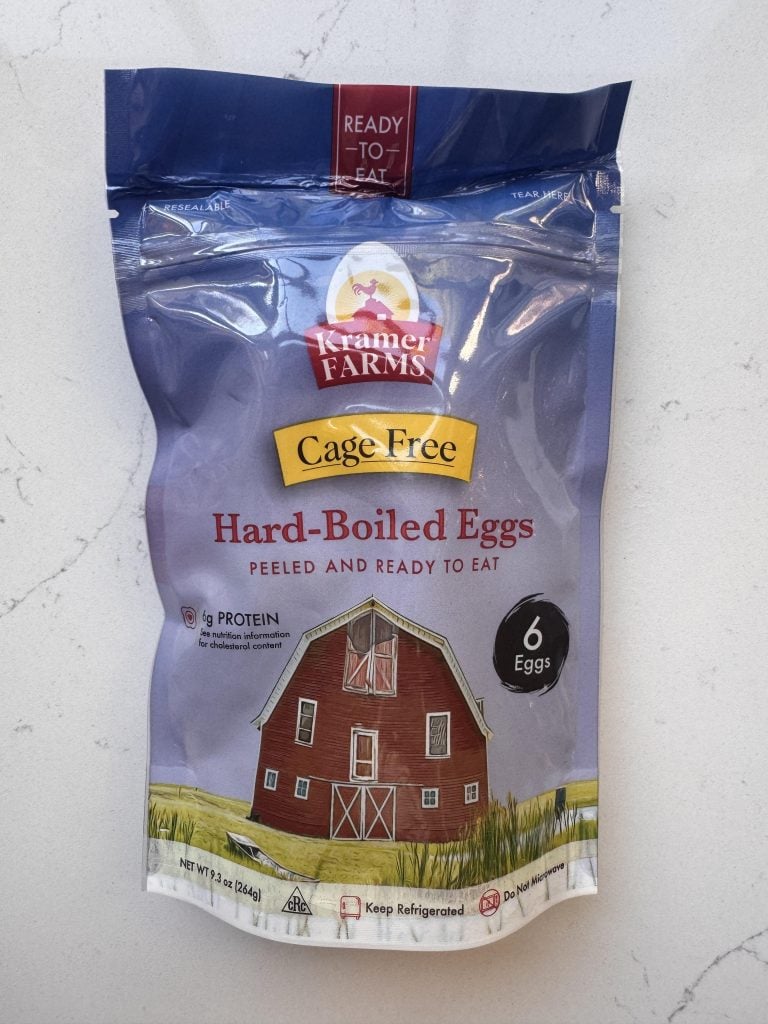 READY
-TO-
EAT
RESEALABLE
TEAR HERE
Kramer
FARMS
Cage Free
Hard-Boiled Eggs
PEELED AND READY TO EAT
6g PROTEIN
See nutrition information
for cholesterol content
6
Eggs
NET WT 9.3 oz (264g)
cRc
Keep Refrigerated
Do Not Microwave